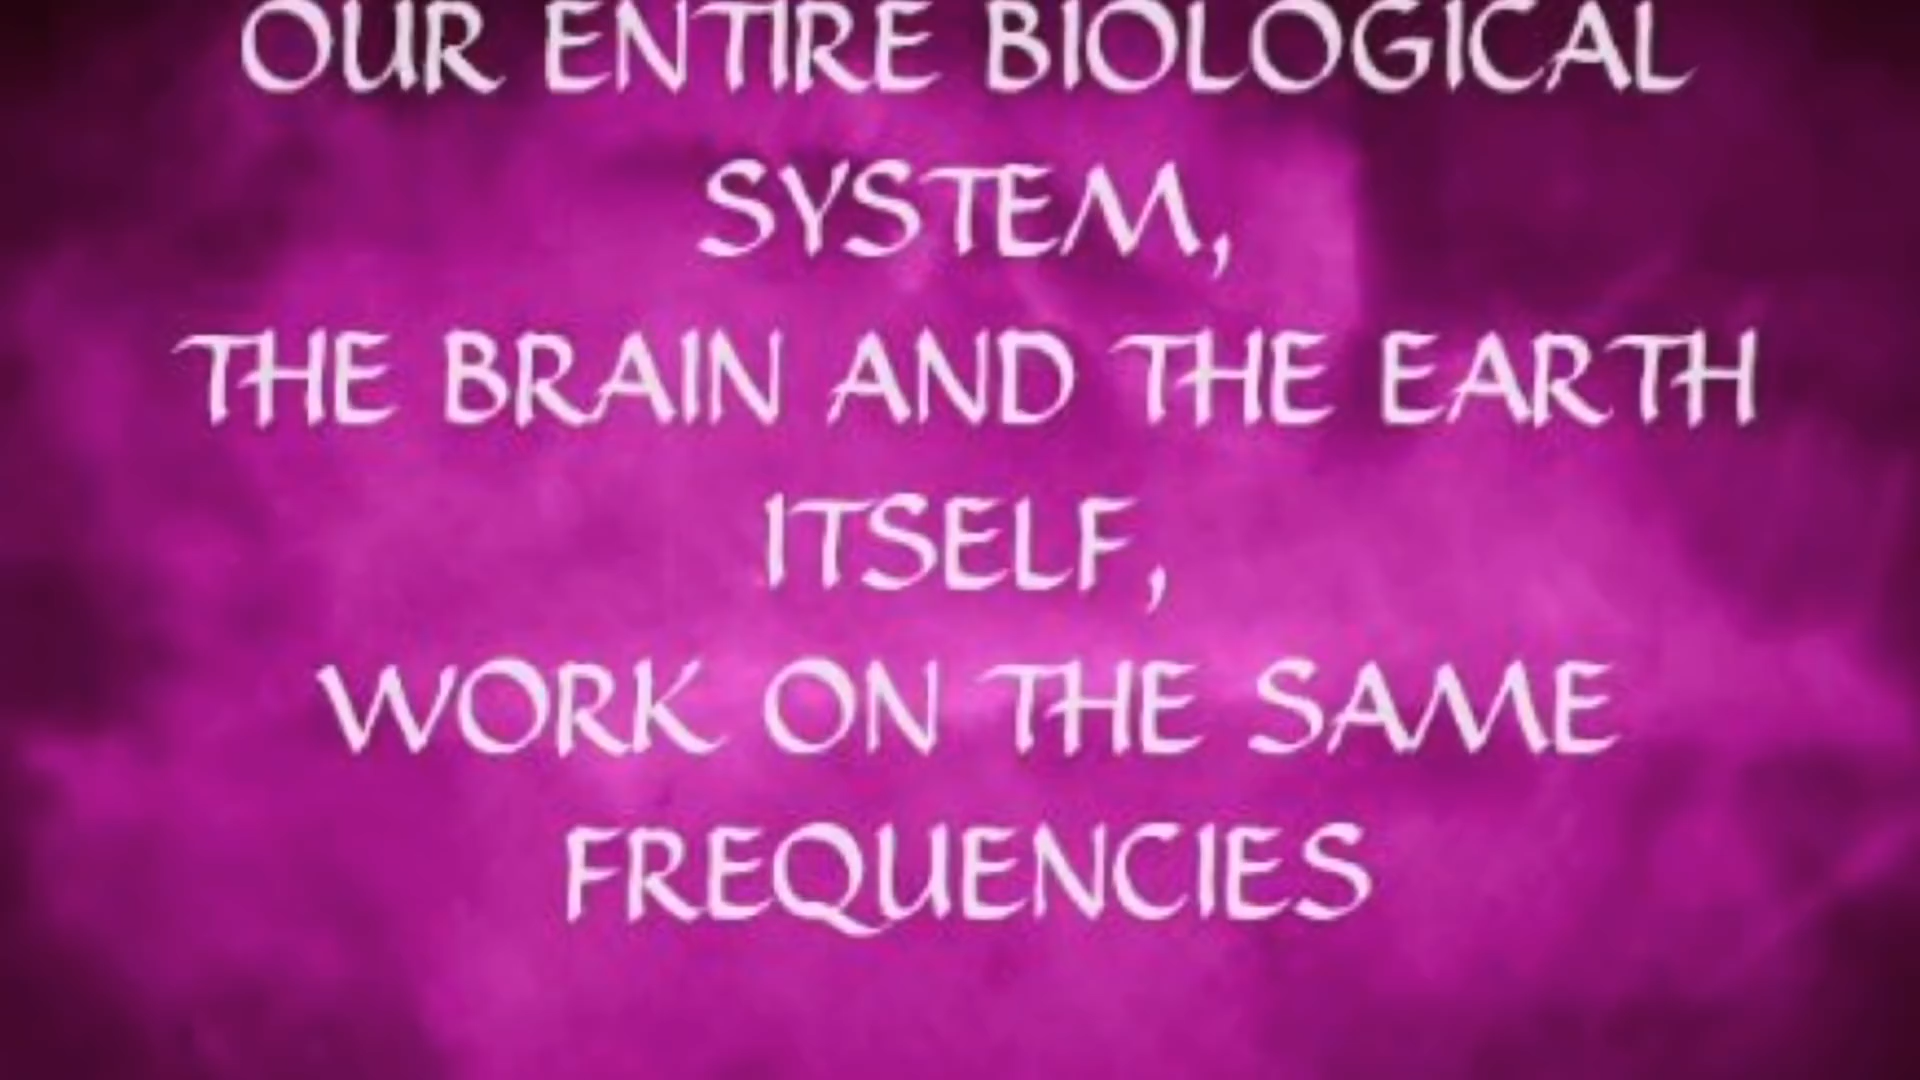 OUR ENTIRE BIOLOGICAL
SYSTEM,
THE BRAIN AND THE EARTH
ITSELF,
WORK ON THE SAME
FREQUENCIES